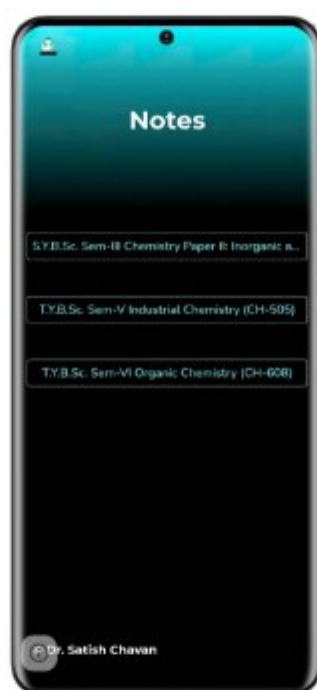 Notes
S.Y.B.Sc. Sem-III Chemistry Paper II: Inorganic a...
T.Y.B.Sc. Sem-V Industrial Chemistry (CH-505)
T.Y.B.Sc. Sem-VI Organic Chemistry (CH-608)
Dr. Satish Chavan